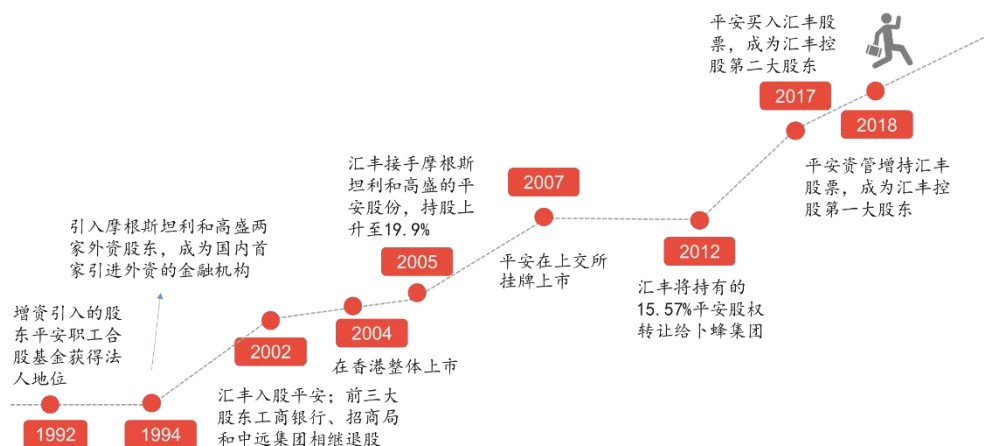 平安买入汇丰股
票，成为汇丰控
股第二大股东
2017
2018
平安资管增持汇丰
股票，成为汇丰控
股第一大股东
汇丰接手摩根斯
坦利和高盛的平
安股份，持股上
升至19.9%
2005
2007
平安在上交所
挂牌上市
2012
汇丰将持有的
15.57%平安股权
转让给卜蜂集团
引入摩根斯坦利和高盛两
家外资股东，成为国内首
家引进外资的金融机构
增资引入的股
东平安职工合
股基金获得法
人地位
1992
1994
2002
汇丰入股平安；前三大
股东工商银行、招商局
和中远集团相继退股
2004
在香港整体上市